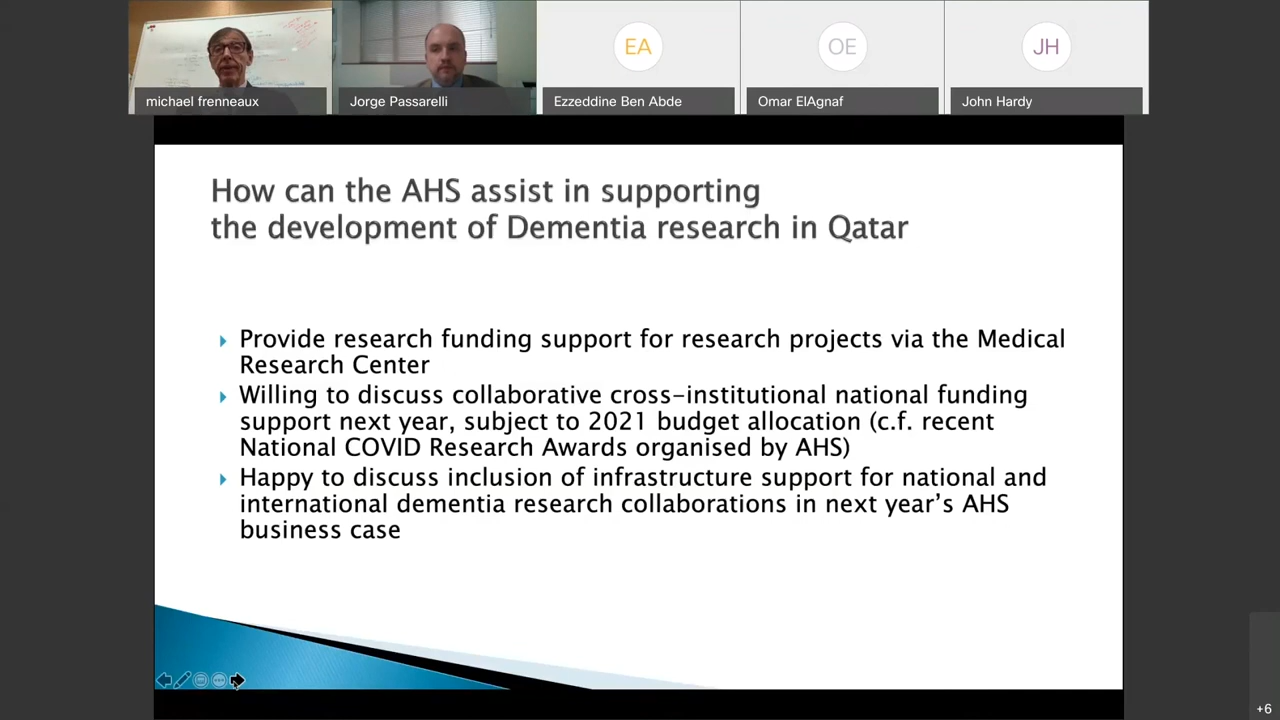 EA
OE
JH
michael frenneaux
Jorge Passarelli
Ezzeddine Ben Abde
Omar ElAgnaf
John Hardy
How can the AHS assist in supporting
the development of Dementia research in Qatar
Provide research funding support for research projects via the Medical
Research Center
Willing to discuss collaborative cross-institutional national funding
support next year, subject to 2021 budget allocation (c.f. recent
National COVID Research Awards organised by AHS)
Happy to discuss inclusion of infrastructure support for national and
international dementia research collaborations in next year’s AHS
business case
+6